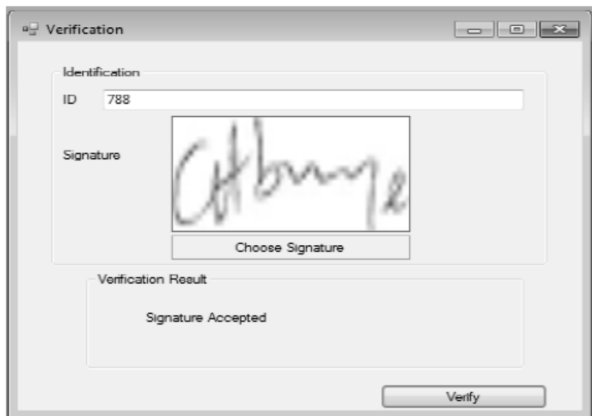 Verification
Identification
ID 788
Signature
Choose Signature
Verification Result
Signature Accepted
Verify